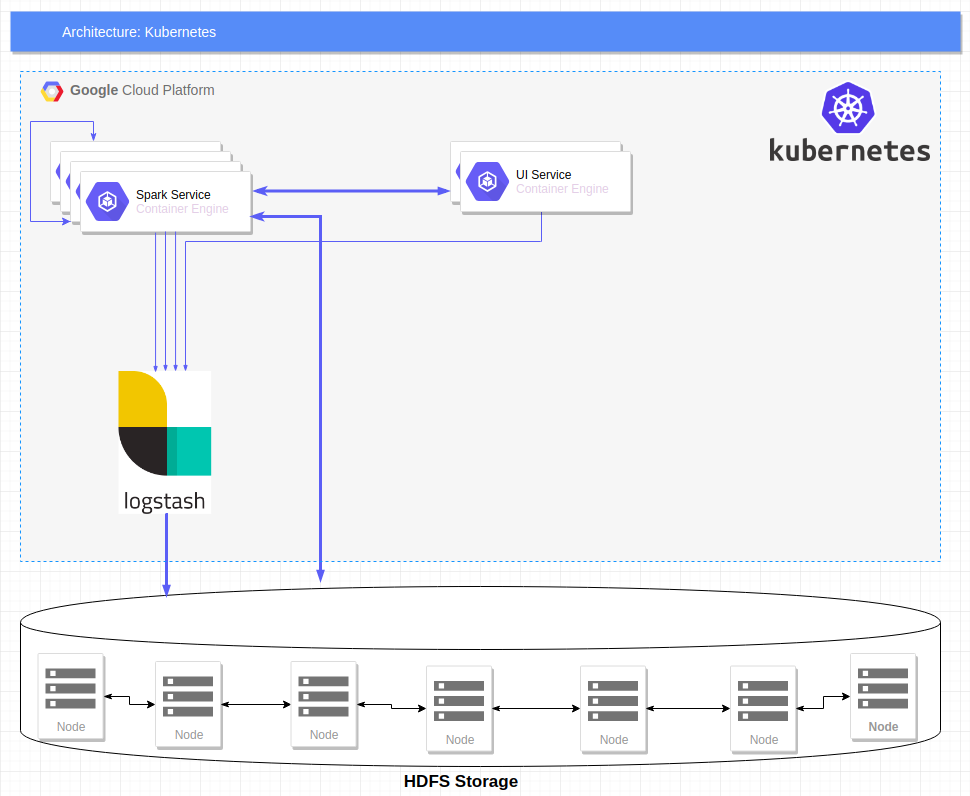 Architecture: Kubernetes
Google Cloud Platform
kubernetes
Spark Service
Container Engine
UI Service
Container Engine
logstash
Node
Node
Node
Node
Node
Node
Node
HDFS Storage